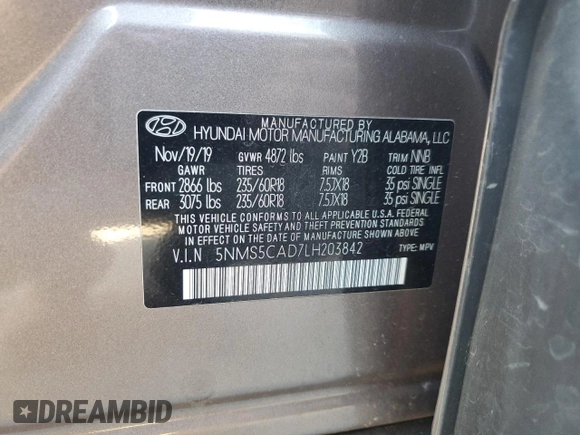 MANUFACTURED BY
HYUNDAI MOTOR MANUFACTURING ALABAMA, LLC
Nov/19/19 GVWR 4872 lbs PAINT Y2B TRIM NNB
GAWR TIRES RIMS COLD TIRE INFL
FRONT 2866 lbs 235/60R18 7.5JX18 35 psi SINGLE
REAR 3075 lbs 235/60R18 7.5JX18 35 psi SINGLE
THIS VEHICLE CONFORMS TO ALL APPLICABLE U.S.A FEDERAL
MOTOR VEHICLE SAFETY AND THEFT PREVENTION STANDARDS
IN EFFECT ON THE DATE OF MANUFACTURE SHOWN ABOVE.
V.I.N 5NMS5CAD7LH203842 TYPE: MPV
DREAMBID